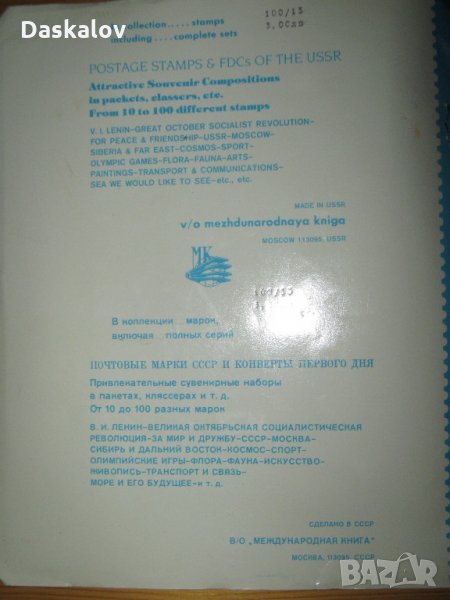 Daskalov
collection..... stamps
including....complete sets
100/15
POSTAGE STAMPS & FDCs OF THE USSR
Attractive Souvenir Compositions
in packets, classers, etc.
From 10 to 100 different stamps
V. I. LENIN-GREAT OCTOBER SOCIALIST REVOLUTION-
FOR PEACE & FRIENDSHIP-USSR-MOSCOW-
SIBERIA & FAR EAST-COSMOS-SPORT-
OLYMPIC GAMES-FLORA-FAUNA-ARTS-
PAINTINGS-TRANSPORT & COMMUNICATIONS-
SEA WE WOULD LIKE TO SEE-etc., etc.
MADE IN USSR
v/o mezhdunarodnaya kniga
MOSCOW 113095, USSR
МК
В коллекции марок,
включая полных серий
ПОЧТОВЫЕ МАРКИ СССР И КОНВЕРТЫ ПЕРВОГО ДНЯ
Привлекательные сувенирные наборы
в пакетах, кляссерах и т. д.
От 10 до 100 разных марок
В. И. ЛЕНИН-ВЕЛИКАЯ ОКТЯБРЬСКАЯ СОЦИАЛИСТИЧЕСКАЯ
РЕВОЛЮЦИЯ-ЗА МИР И ДРУЖБУ-СССР-МОСКВА-
СИБИРЬ И ДАЛЬНИЙ ВОСТОК-КОСМОС-СПОРТ-
ОЛИМПИЙСКИЕ ИГРЫ-ФЛОРА-ФАУНА-ИСКУССТВО-
ЖИВОПИСЬ-ТРАНСПОРТ И СВЯЗЬ-
МОРЕ И ЕГО БУДУЩЕЕ-и т. д.
СДЕЛАНО В СССР
В/О „МЕЖДУНАРОДНАЯ КНИГА"
МОСКВА, 113095, СССР
BAZAR.BG